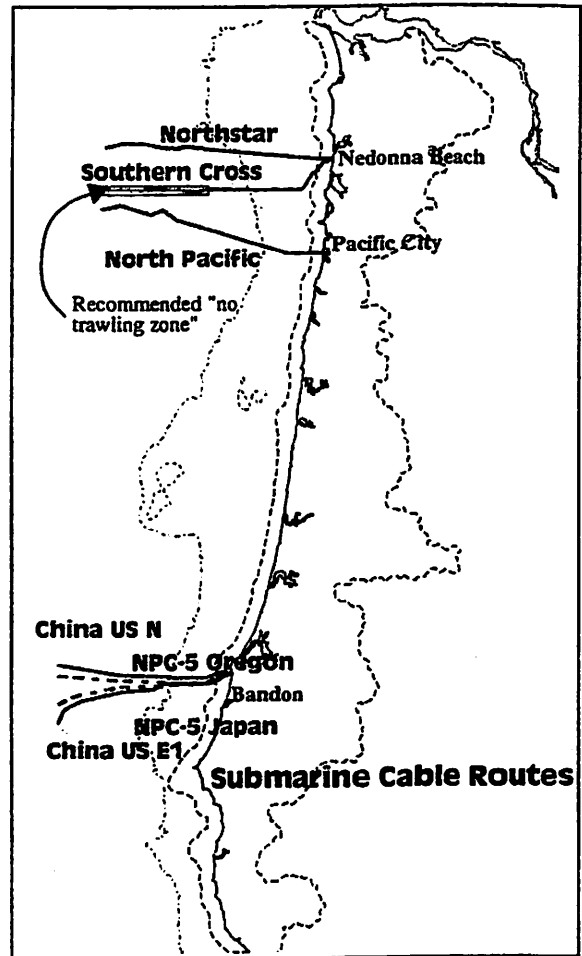 Northstar
Nedonna Beach
Southern Cross
Pacific City
North Pacific
Recommended "no
trawling zone"
China US N
NPC-5 Oregon
Bandon
NPC-5 Japan
China US E1
Submarine Cable Routes